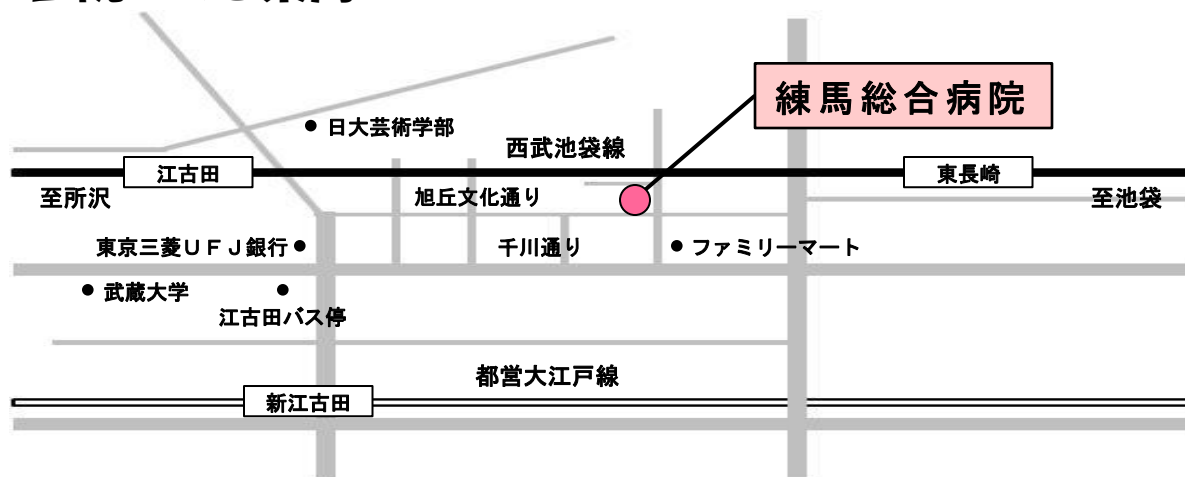 練馬総合病院
日大芸術学部
西武池袋線
江古田
東長崎
至所沢
旭丘文化通り
至池袋
東京三菱ＵＦＪ銀行
千川通り
ファミリーマート
武蔵大学
江古田バス停
都営大江戸線
新江古田